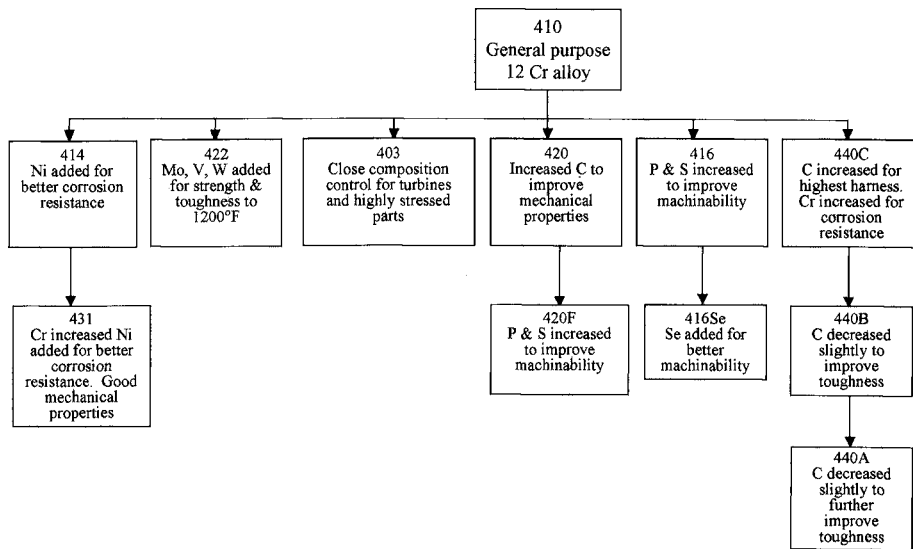 410
General purpose
12 Cr alloy
414
Ni added for
better corrosion
resistance
422
Mo, V, W added
for strength &
toughness to
1200°F
403
Close composition
control for turbines
and highly stressed
parts
420
Increased C to
improve
mechanical
properties
416
P & S increased
to improve
machinability
440C
C increased for
highest harness.
Cr increased for
corrosion
resistance
431
Cr increased Ni
added for better
corrosion
resistance. Good
mechanical
properties
420F
P & S increased
to improve
machinability
416Se
Se added for
better
machinability
440B
C decreased
slightly to
improve
toughness
440A
C decreased
slightly to
further
improve
toughness